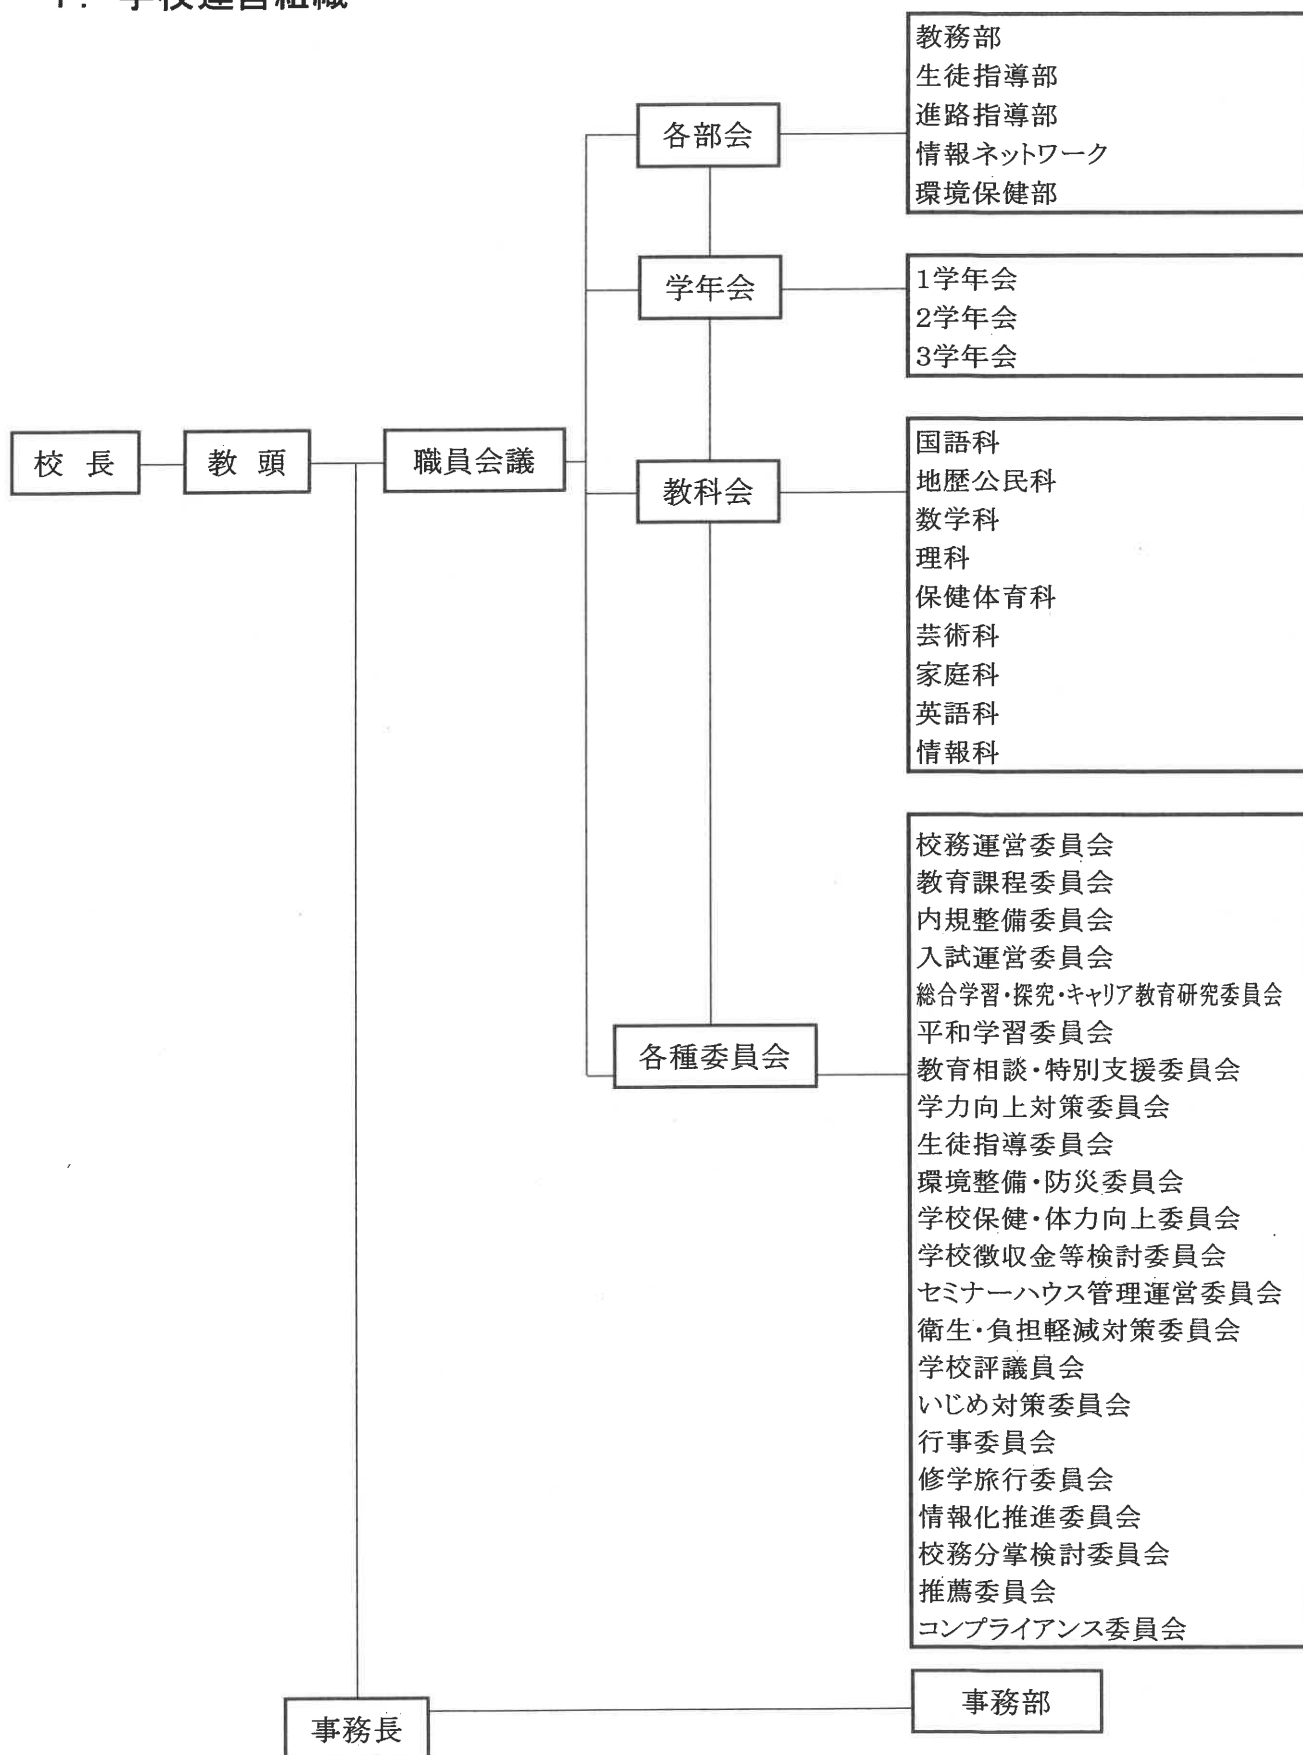 1. 学校運営組織
教務部
生徒指導部
進路指導部
情報ネットワーク
環境保健部
各部会
学年会
1学年会
2学年会
3学年会
校 長
教 頭
職員会議
教科会
国語科
地歴公民科
数学科
理科
保健体育科
芸術科
家庭科
英語科
情報科
各種委員会
校務運営委員会
教育課程委員会
内規整備委員会
入試運営委員会
総合学習・探究・キャリア教育研究委員会
平和学習委員会
教育相談・特別支援委員会
学力向上対策委員会
生徒指導委員会
環境整備・防災委員会
学校保健・体力向上委員会
学校徴収金等検討委員会
セミナーハウス管理運営委員会
衛生・負担軽減対策委員会
学校評議員会
いじめ対策委員会
行事委員会
修学旅行委員会
情報化推進委員会
校務分掌検討委員会
推薦委員会
コンプライアンス委員会
事務長
事務部